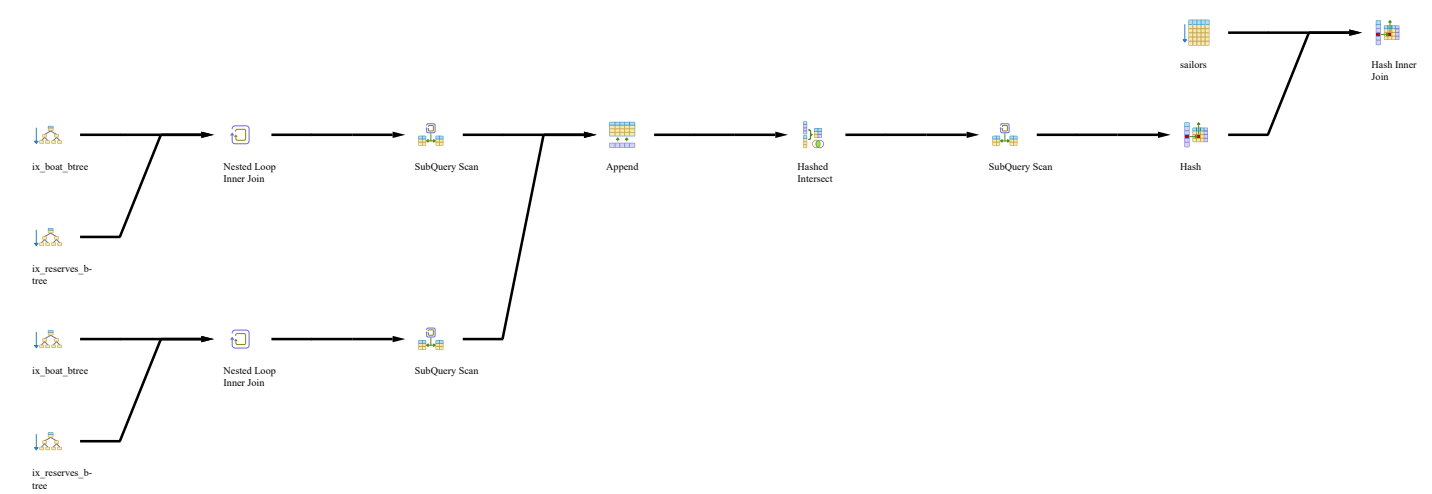 sailors
Hash Inner
Join
ix_boat_btree
Nested Loop
Inner Join
SubQuery Scan
Append
Hashed
Intersect
SubQuery Scan
Hash
ix_reserves_b-
tree
ix_boat_btree
Nested Loop
Inner Join
SubQuery Scan
ix_reserves_b-
tree